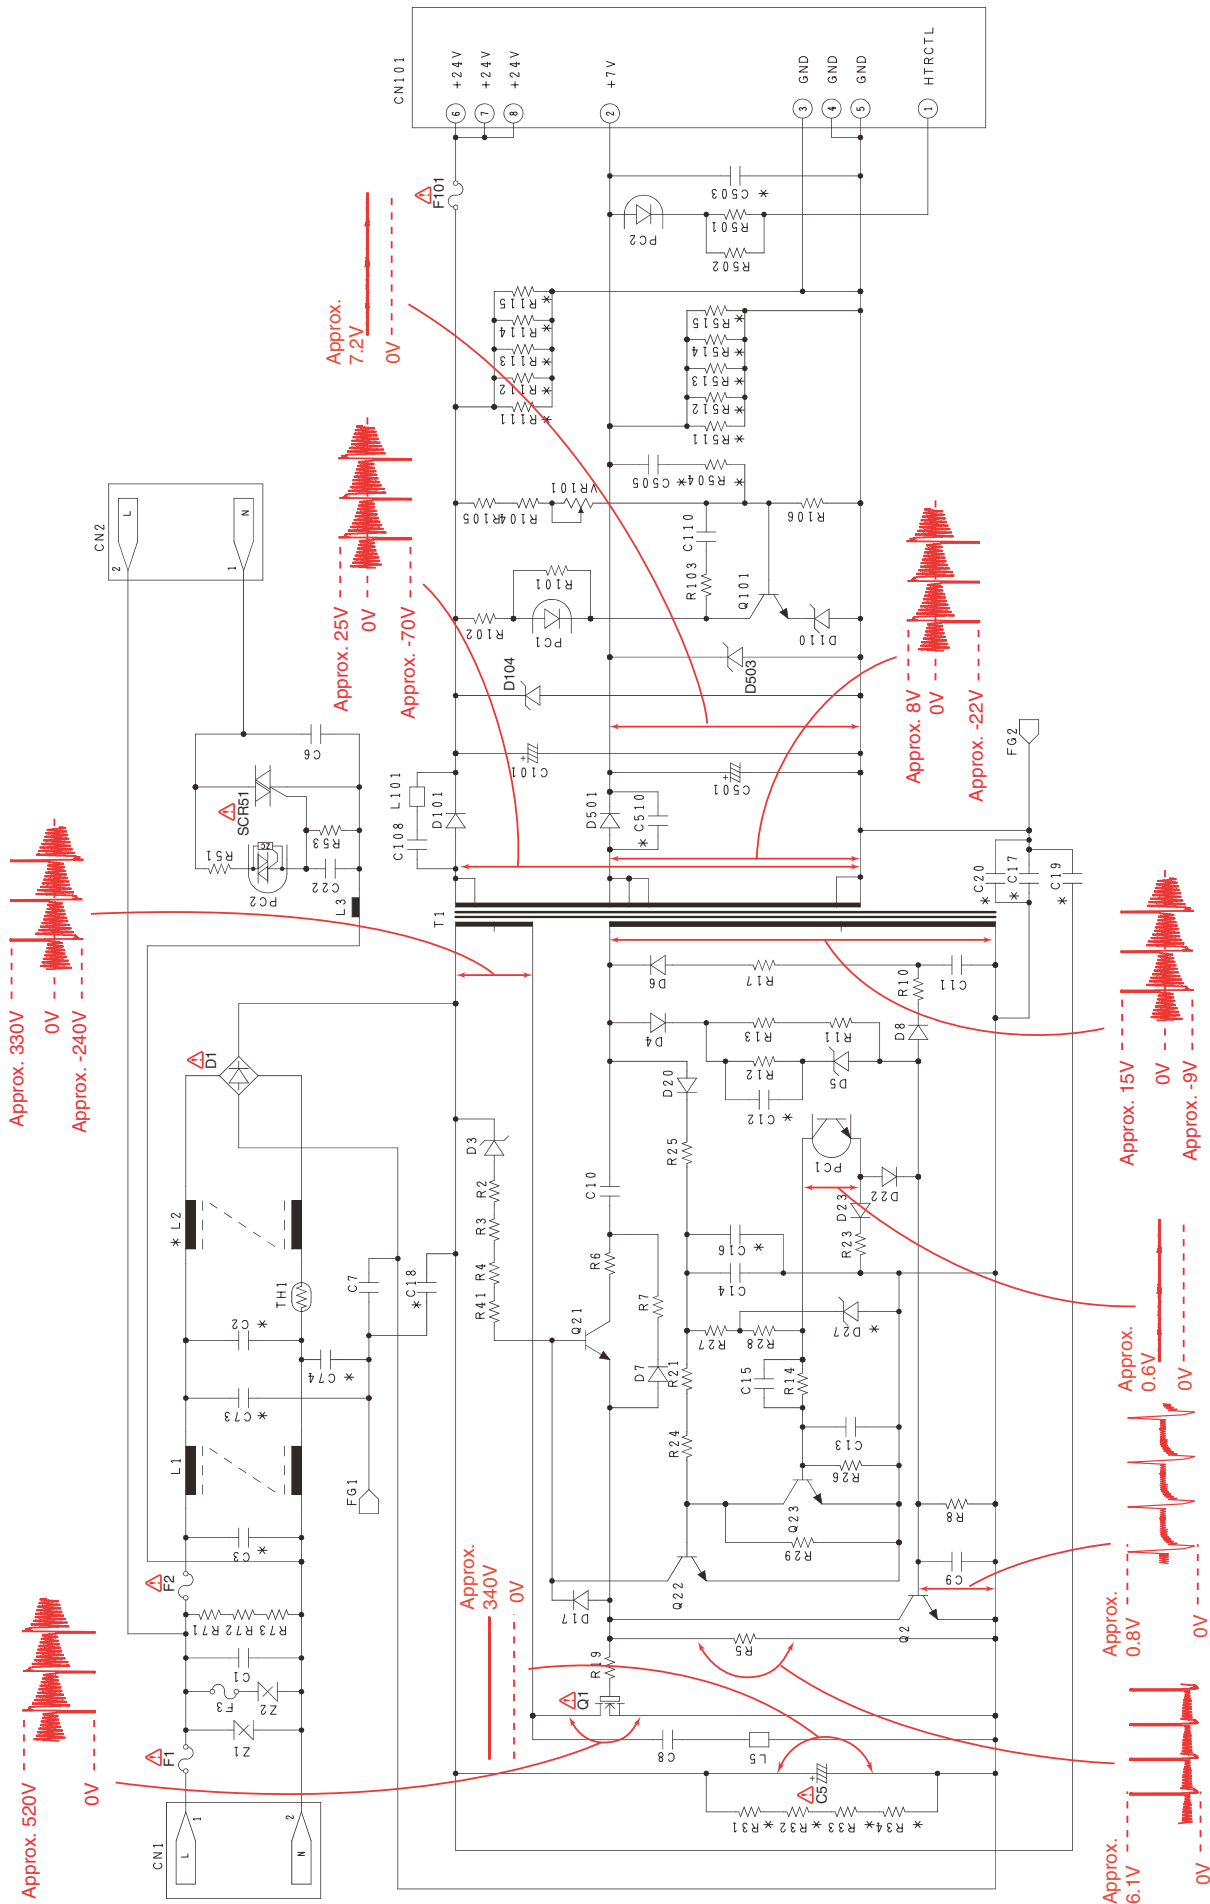 CN101
+24V
+24V
+24V
+7V
GND
GND
GND
HTRCTL
6
7
8
2
3
4
5
1
F101
C503 *
PC2
R501
R502
Approx.
7.2V
0V
R115 *
R114 *
R113 *
R112 *
R111 *
R515 *
R514 *
R513 *
R512 *
R511 *
CN2
L
N
2
1
Approx. 25V
0V
Approx. -70V
R105
R104
VR101
C505 *
R504 *
R106
C110
R103
R101
R102
PC1
Q101
D110
D104
D503
Approx. 8V
0V
Approx. -22V
FG2
C6
SCR51
R51
R53
ZC
PC2
C22
L3
C108
L101
D101
C101
+
D501
C510 *
C501
+
T1
* C20
* C17
* C19
Approx. 330V
0V
Approx. -240V
D1
D6
R17
R10
C11
D4
R13
R11
D8
R12
D5
C12 *
D20
R25
PC1
D22
D23
R23
Approx. 15V
0V
Approx. -9V
D3
R2
R3
R4
R41
C10
R6
R7
Q21
D7
C16 *
C14
R27
R28
D27 *
R21
C15
R14
R24
C13
R26
Q23
R29
R8
C9
Q22
Q2
D17
R5
R19
Q1
C8
L5
C5
+
R31 *
R32 *
R33 *
R34 *
Approx.
0.6V
0V
Approx.
0.8V
0V
Approx.
6.1V
0V
Approx.
340V
0V
* L2
TH1
C7
* C18
C2 *
C74 *
C73 *
L1
FG1
C3 *
F2
R71
R72
R73
C1
F3
Z2
Z1
F1
CN1
L
N
1
2
Approx. 520V
0V